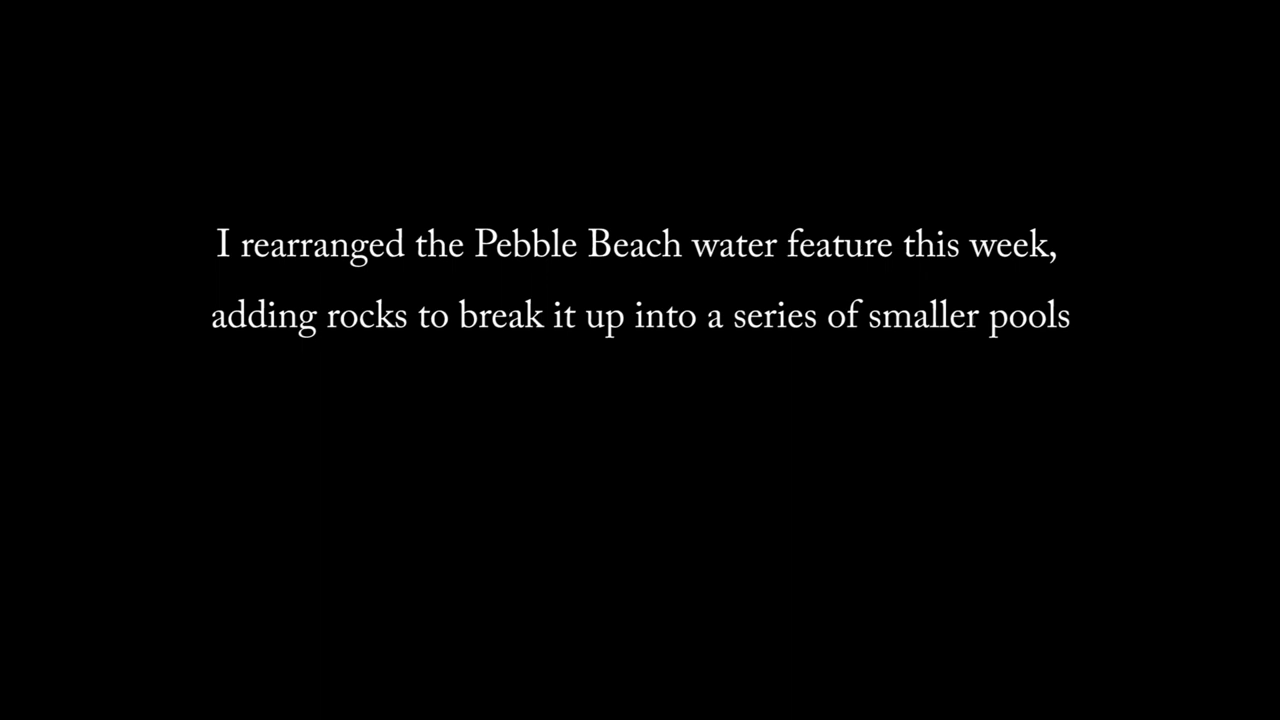 I rearranged the Pebble Beach water feature this week,
adding rocks to break it up into a series of smaller pools